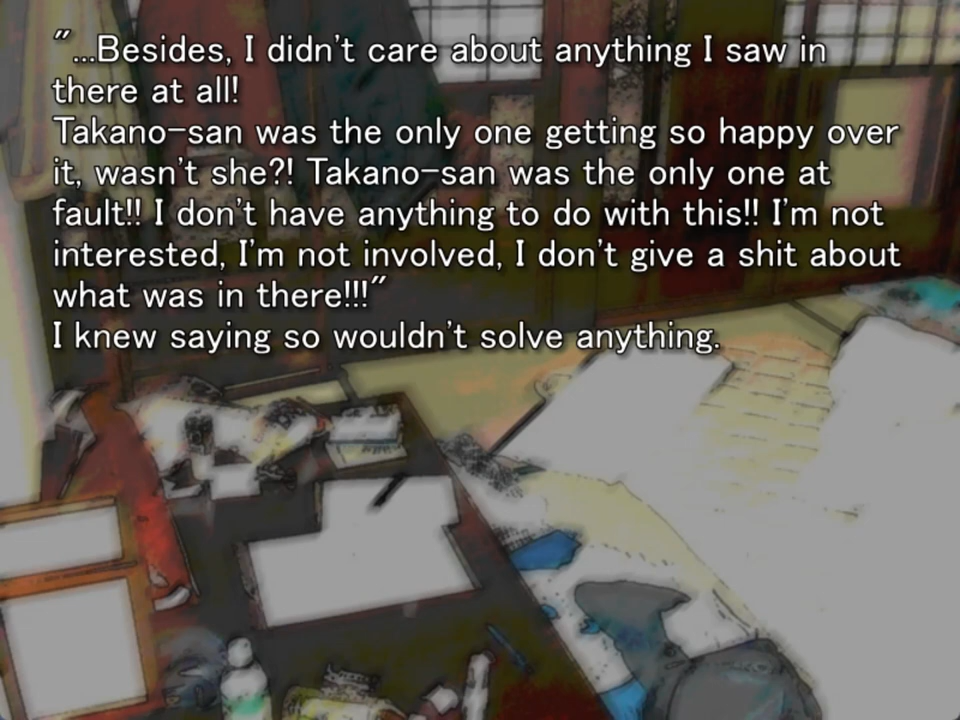 "...Besides, I didn't care about anything I saw in
there at all!
Takano-san was the only one getting so happy over
it, wasn't she?! Takano-san was the only one at
fault!! I don't have anything to do with this!! I'm not
interested, I'm not involved, I don't give a shit about
what was in there!!!"
I knew saying so wouldn't solve anything.